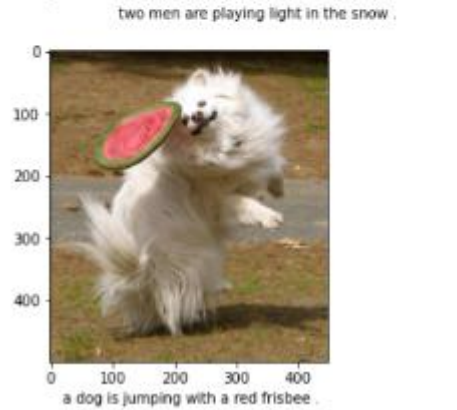 two men are playing light in the snow .
0
100
200
300
400
0 100 200 300 400
a dog is jumping with a red frisbee .